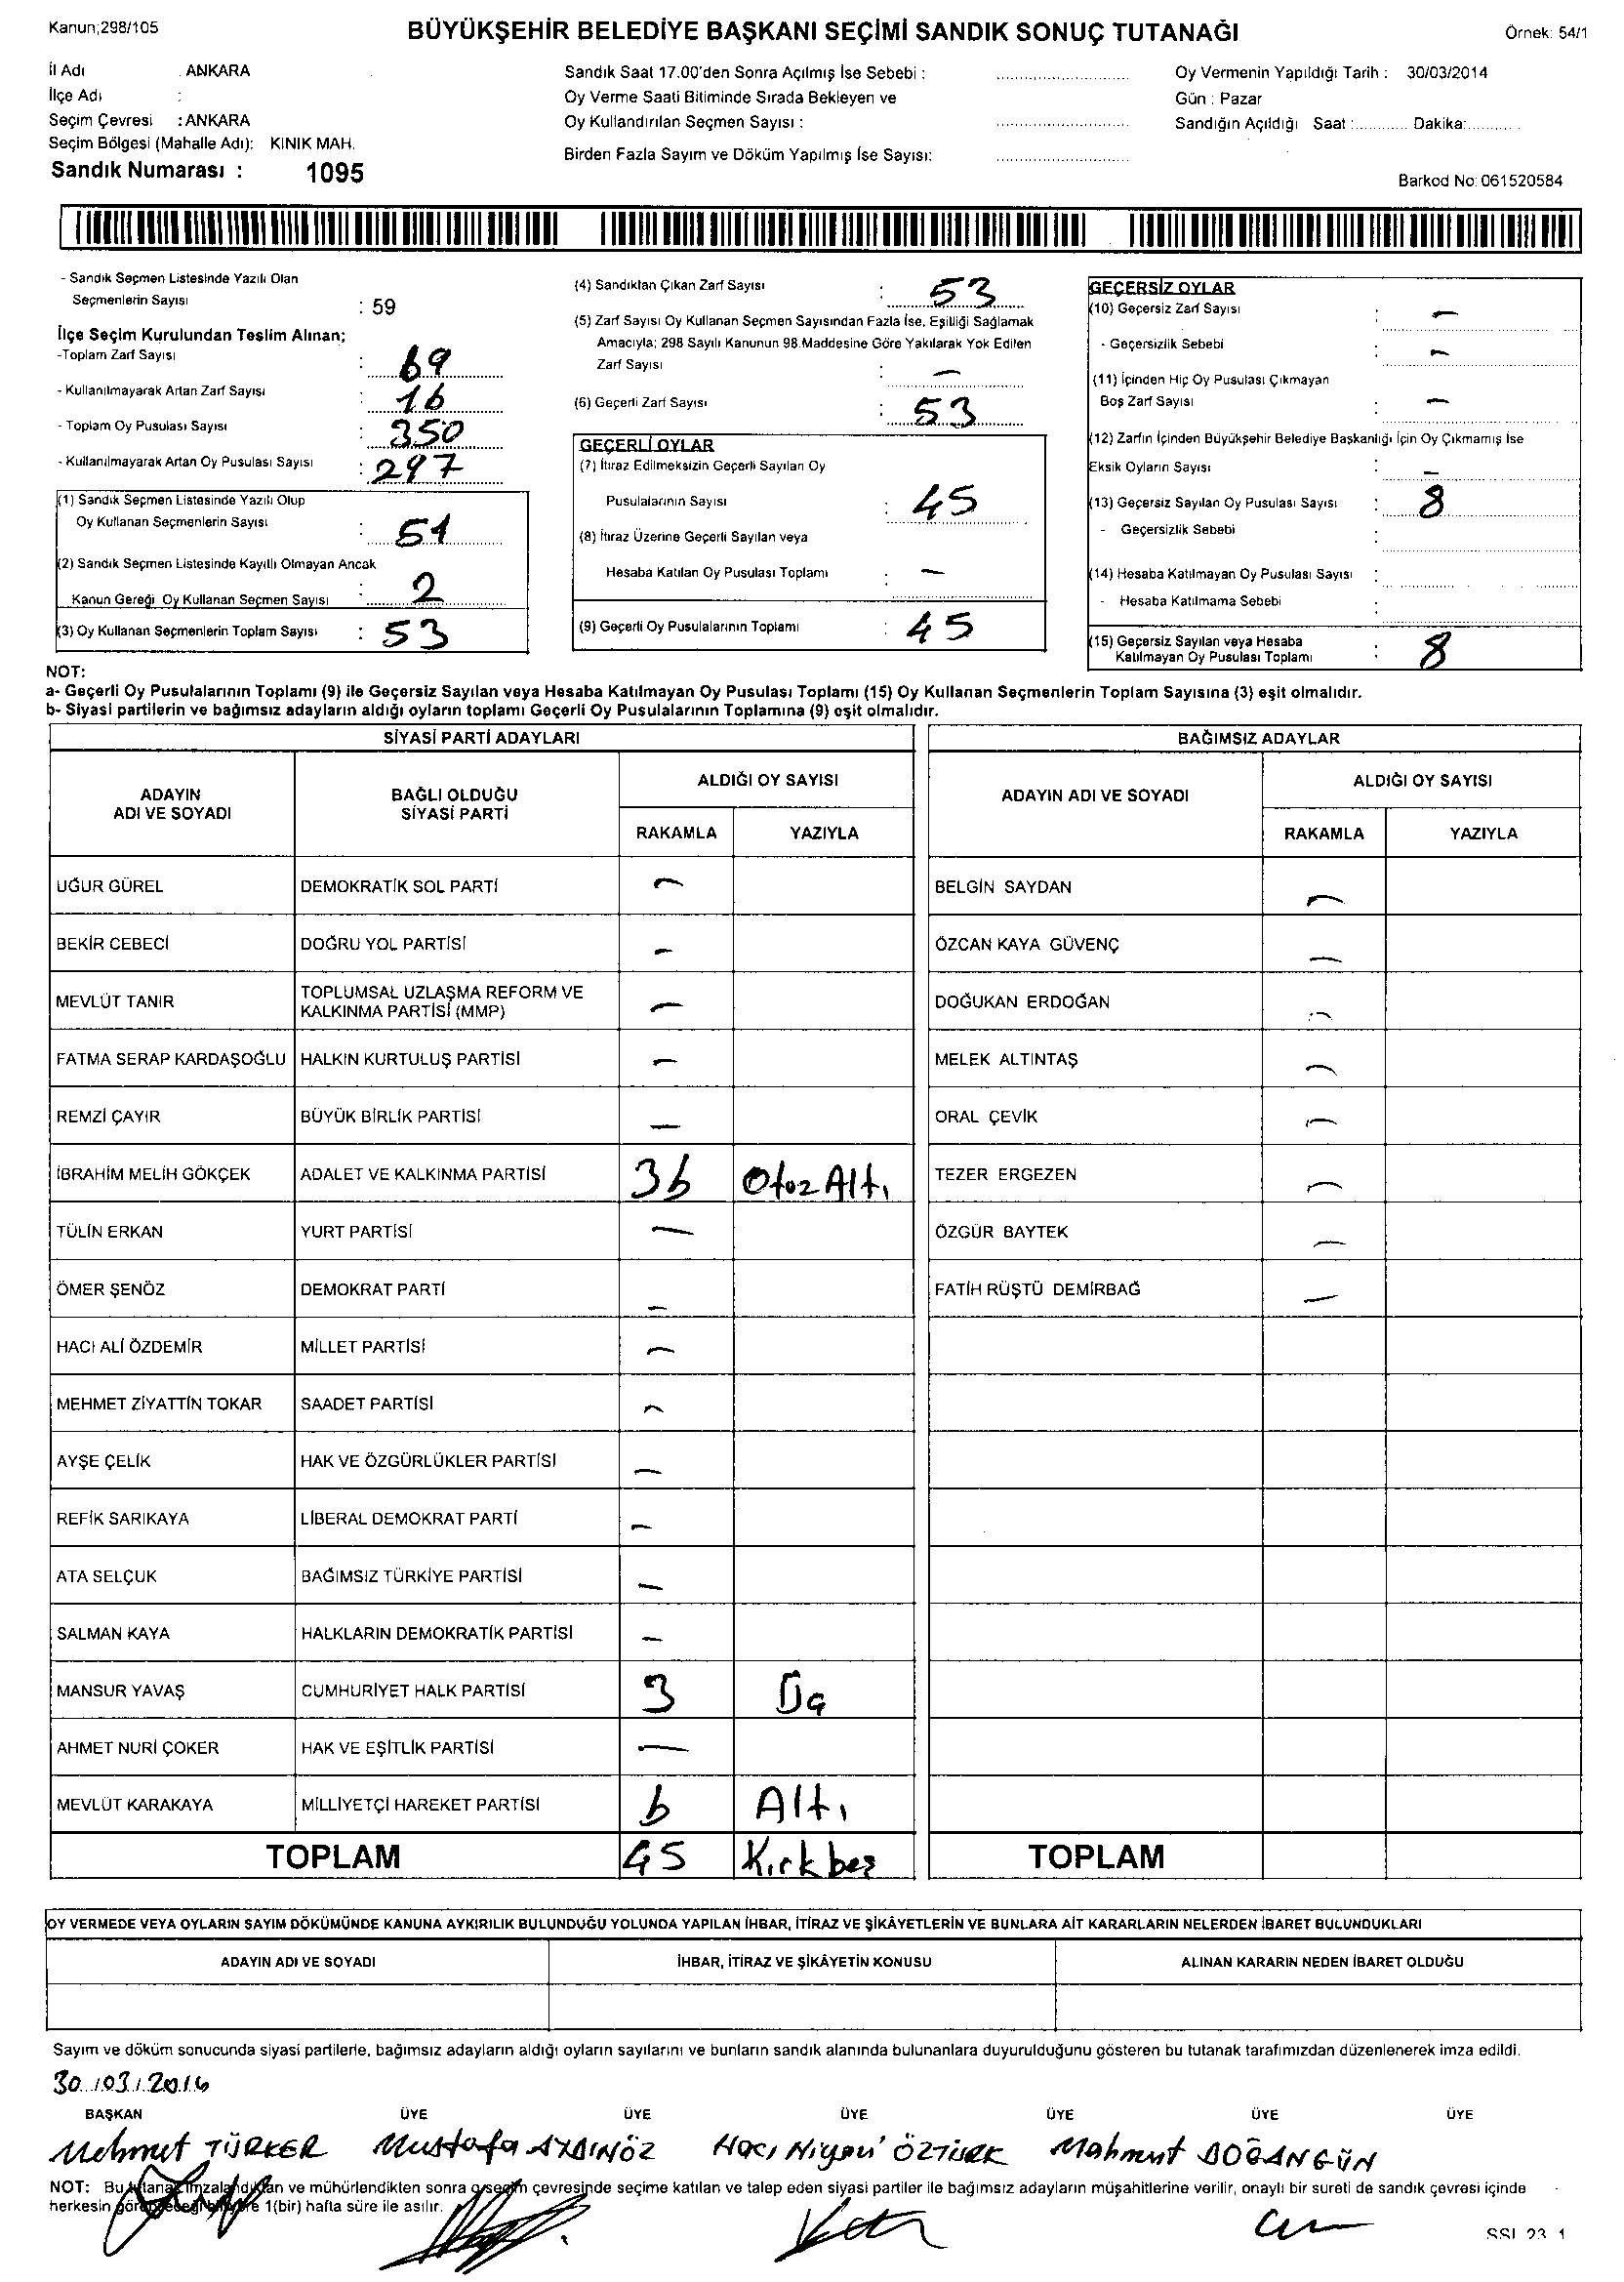 Kanun;298/105
BÜYÜKŞEHİR BELEDİYE BAŞKANI SEÇİMİ SANDIK SONUÇ TUTANAĞI
Örnek: 54/1
İl Adı : ANKARA
İlçe Adı :
Seçim Çevresi : ANKARA
Seçim Bölgesi (Mahalle Adı): KINIK MAH.
Sandık Numarası : 1095
Sandık Saat 17.00'den Sonra Açılmış İse Sebebi :
Oy Verme Saati Bitiminde Sırada Bekleyen ve
Oy Kullandırılan Seçmen Sayısı :
Birden Fazla Sayım ve Döküm Yapılmış İse Sayısı:
Oy Vermenin Yapıldığı Tarih : 30/03/2014
Gün : Pazar
Sandığın Açıldığı Saat :............ Dakika:............
Barkod No: 061520584
- Sandık Seçmen Listesinde Yazılı Olan
Seçmenlerin Sayısı : 59
İlçe Seçim Kurulundan Teslim Alınan;
-Toplam Zarf Sayısı : 69
- Kullanılmayarak Artan Zarf Sayısı : 16
- Toplam Oy Pusulası Sayısı : 350
- Kullanılmayarak Artan Oy Pusulası Sayısı : 297
(1) Sandık Seçmen Listesinde Yazılı Olup
Oy Kullanan Seçmenlerin Sayısı : 51
(2) Sandık Seçmen Listesinde Kayıtlı Olmayan Ancak
Kanun Gereği Oy Kullanan Seçmen Sayısı : 2
(3) Oy Kullanan Seçmenlerin Toplam Sayısı : 53
(4) Sandıktan Çıkan Zarf Sayısı : 53
(5) Zarf Sayısı Oy Kullanan Seçmen Sayısından Fazla İse, Eşitliği Sağlamak
Amacıyla; 298 Sayılı Kanunun 98.Maddesine Göre Yakılarak Yok Edilen
Zarf Sayısı : -
(6) Geçerli Zarf Sayısı : 53
GEÇERLİ OYLAR
(7) İtiraz Edilmeksizin Geçerli Sayılan Oy
Pusulalarının Sayısı : 45
(8) İtiraz Üzerine Geçerli Sayılan veya
Hesaba Katılan Oy Pusulası Toplamı : -
(9) Geçerli Oy Pusulalarının Toplamı : 45
GEÇERSİZ OYLAR
(10) Geçersiz Zarf Sayısı : -
- Geçersizlik Sebebi : -
(11) İçinden Hiç Oy Pusulası Çıkmayan
Boş Zarf Sayısı : -
(12) Zarfın İçinden Büyükşehir Belediye Başkanlığı İçin Oy Çıkmamış İse
Eksik Oyların Sayısı : -
(13) Geçersiz Sayılan Oy Pusulası Sayısı : 8
- Geçersizlik Sebebi :
(14) Hesaba Katılmayan Oy Pusulası Sayısı :
- Hesaba Katılmama Sebebi :
(15) Geçersiz Sayılan veya Hesaba
Katılmayan Oy Pusulası Toplamı : 8
NOT:
a- Geçerli Oy Pusulalarının Toplamı (9) ile Geçersiz Sayılan veya Hesaba Katılmayan Oy Pusulası Toplamı (15) Oy Kullanan Seçmenlerin Toplam Sayısına (3) eşit olmalıdır.
b- Siyasi partilerin ve bağımsız adayların aldığı oyların toplamı Geçerli Oy Pusulalarının Toplamına (9) eşit olmalıdır.
SİYASİ PARTİ ADAYLARI
ADAYIN ADI VE SOYADI BAĞLI OLDUĞU SİYASİ PARTİ ALDIĞI OY SAYISI
RAKAMLA YAZIYLA
UĞUR GÜREL DEMOKRATİK SOL PARTİ -
BEKİR CEBECİ DOĞRU YOL PARTİSİ -
MEVLÜT TANIR TOPLUMSAL UZLAŞMA REFORM VE KALKINMA PARTİSİ (MMP) -
FATMA SERAP KARDAŞOĞLU HALKIN KURTULUŞ PARTİSİ -
REMZİ ÇAYIR BÜYÜK BİRLİK PARTİSİ -
İBRAHİM MELİH GÖKÇEK ADALET VE KALKINMA PARTİSİ 36 Otuz Altı
TÜLİN ERKAN YURT PARTİSİ -
ÖMER ŞENÖZ DEMOKRAT PARTİ -
HACI ALİ ÖZDEMİR MİLLET PARTİSİ -
MEHMET ZİYATTİN TOKAR SAADET PARTİSİ -
AYŞE ÇELİK HAK VE ÖZGÜRLÜKLER PARTİSİ -
REFİK SARIKAYA LİBERAL DEMOKRAT PARTİ -
ATA SELÇUK BAĞIMSIZ TÜRKİYE PARTİSİ -
SALMAN KAYA HALKLARIN DEMOKRATİK PARTİSİ -
MANSUR YAVAŞ CUMHURİYET HALK PARTİSİ 3 Üç
AHMET NURİ ÇOKER HAK VE EŞİTLİK PARTİSİ -
MEVLÜT KARAKAYA MİLLİYETÇİ HAREKET PARTİSİ 6 Altı
TOPLAM 45 Kırkbeş
BAĞIMSIZ ADAYLAR
ADAYIN ADI VE SOYADI ALDIĞI OY SAYISI
RAKAMLA YAZIYLA
BELGİN SAYDAN -
ÖZCAN KAYA GÜVENÇ -
DOĞUKAN ERDOĞAN -
MELEK ALTINTAŞ -
ORAL ÇEVİK -
TEZER ERGEZEN -
ÖZGÜR BAYTEK -
FATİH RÜŞTÜ DEMİRBAĞ -
TOPLAM
OY VERMEDE VEYA OYLARIN SAYIM DÖKÜMÜNDE KANUNA AYKIRILIK BULUNDUĞU YOLUNDA YAPILAN İHBAR, İTİRAZ VE ŞİKÂYETLERİN VE BUNLARA AİT KARARLARIN NELERDEN İBARET BULUNDUKLARI
ADAYIN ADI VE SOYADI İHBAR, İTİRAZ VE ŞİKÂYETİN KONUSU ALINAN KARARIN NEDEN İBARET OLDUĞU
Sayım ve döküm sonucunda siyasi partilerle, bağımsız adayların aldığı oyların sayılarını ve bunların sandık alanında bulunanlara duyurulduğunu gösteren bu tutanak tarafımızdan düzenlenerek imza edildi.
30/03/2014
BAŞKAN ÜYE ÜYE ÜYE ÜYE ÜYE ÜYE
Mehmet TÜRKER Mustafa AYDINÖZ Hacı Niyazi ÖZTÜRK Mahmut DOĞANGÜN
NOT: Bu tutanak imzalandıktan ve mühürlendikten sonra o seçim çevresinde seçime katılan ve talep eden siyasi partiler ile bağımsız adayların müşahitlerine verilir, onaylı bir sureti de sandık çevresi içinde
herkesin görebileceği bir yere 1(bir) hafta süre ile asılır.
SSI 23 1